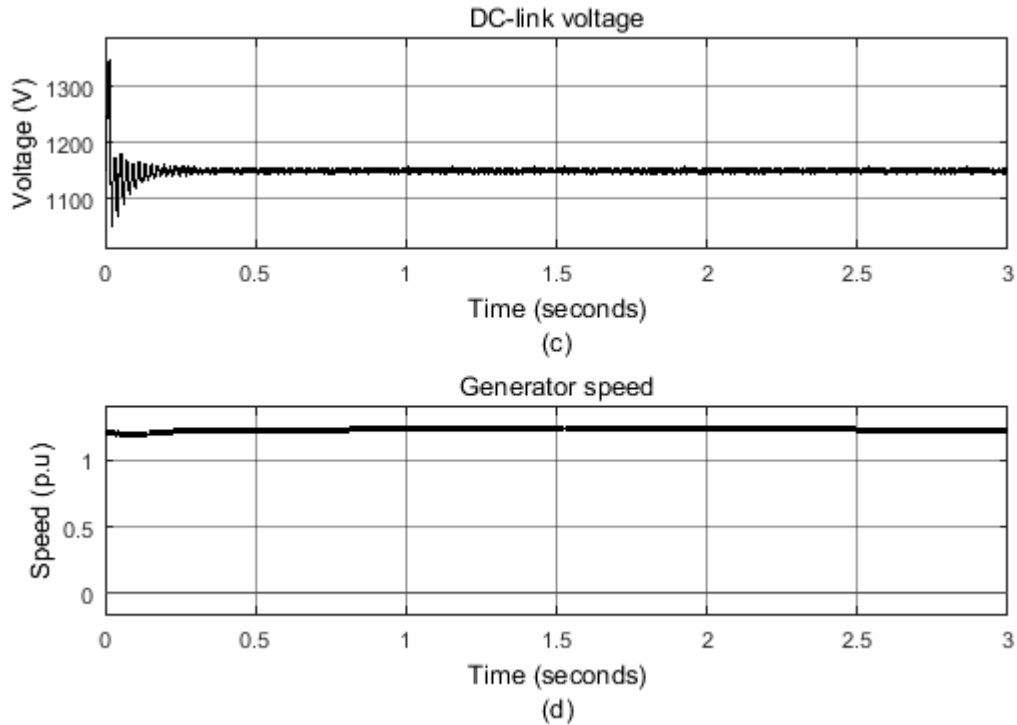 DC-link voltage
1300
1200
1100
Voltage (V)
0 0.5 1 1.5 2 2.5 3
Time (seconds)
(c)
Generator speed
1
0.5
0
Speed (p.u)
0 0.5 1 1.5 2 2.5 3
Time (seconds)
(d)